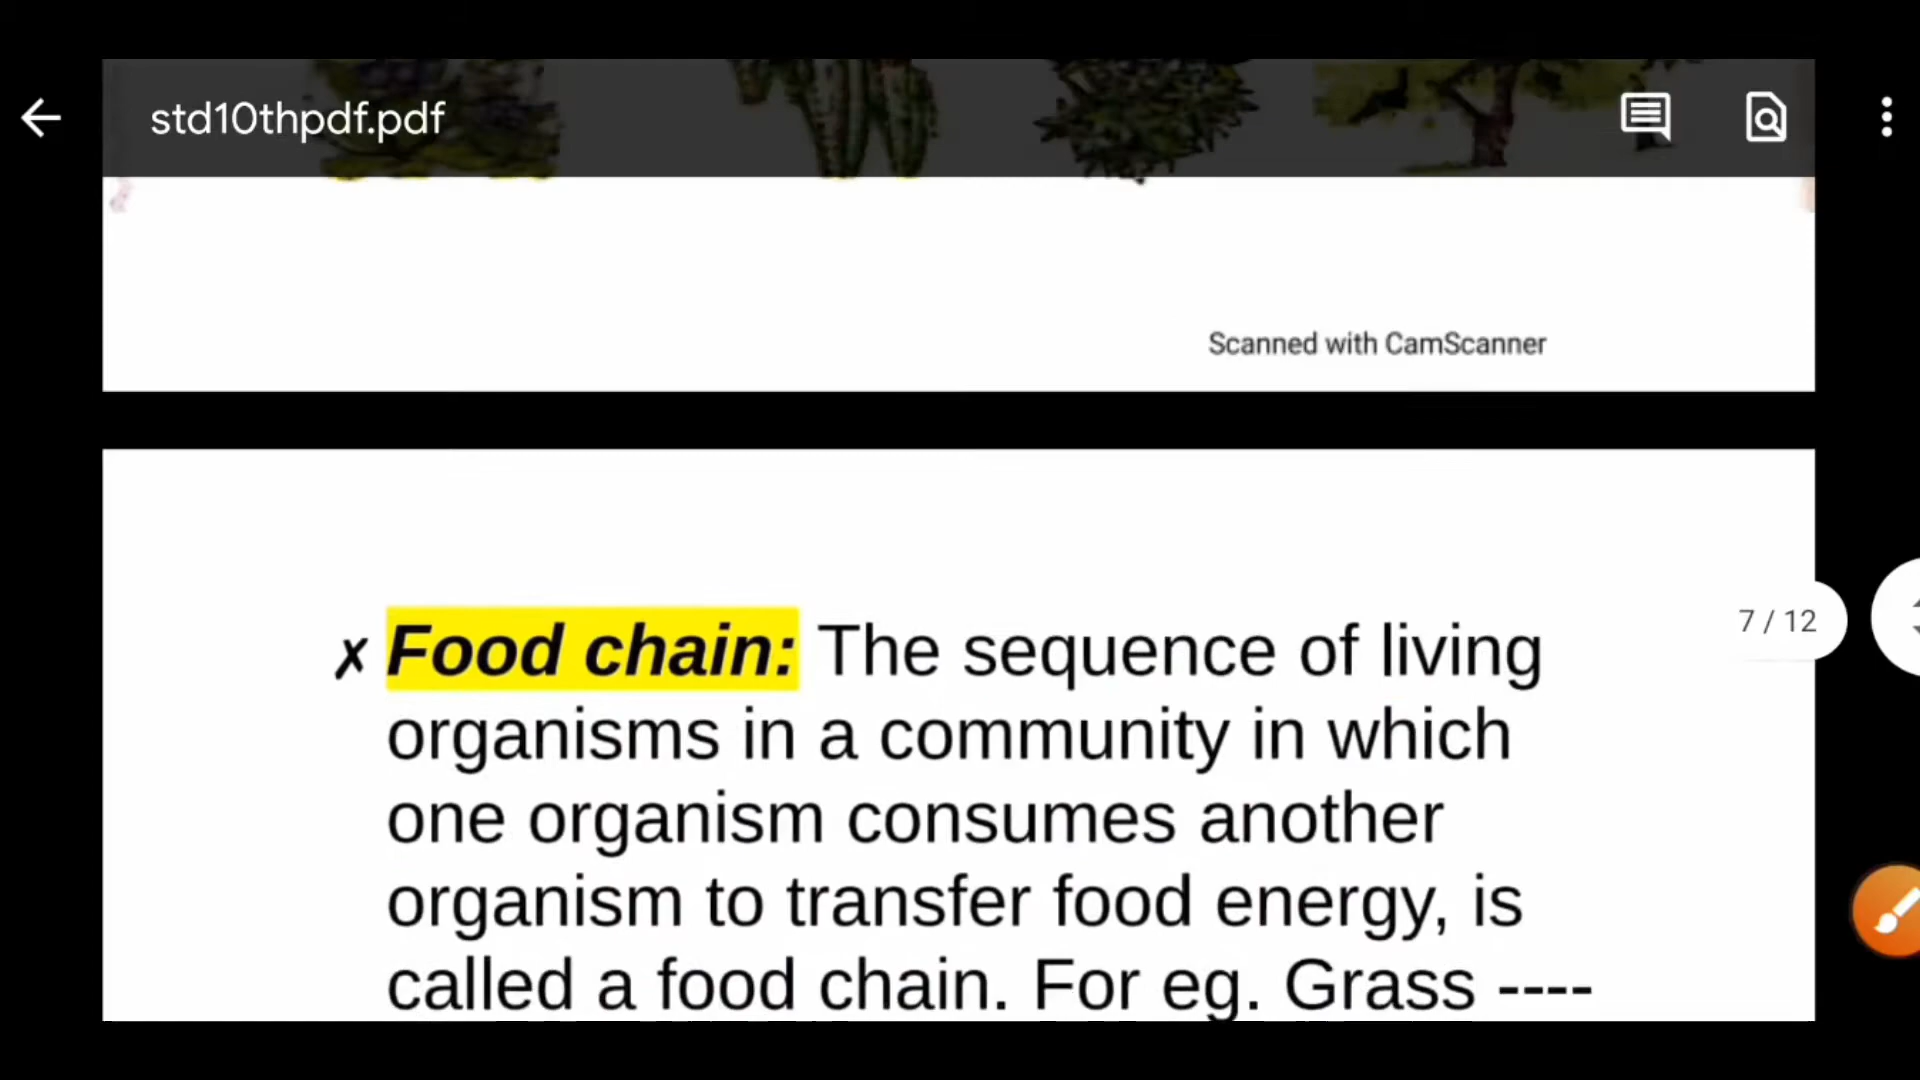 std10thpdf.pdf
Scanned with CamScanner
7 / 12
✗ Food chain: The sequence of living
organisms in a community in which
one organism consumes another
organism to transfer food energy, is
called a food chain. For eg. Grass ----